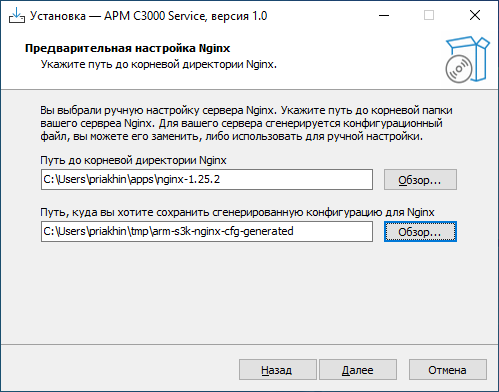 Установка — АРМ С3000 Service, версия 1.0
Предварительная настройка Nginx
Укажите путь до корневой директории Nginx.
Вы выбрали ручную настройку сервера Nginx. Укажите путь до корневой папки
вашего сервреа Nginx. Для вашего сервера сгенерируется конфигурационный
файл, вы можете его заменить, либо использовать для ручной настройки.
Путь до корневой директории Nginx
C:\Users\priakhin\apps\nginx-1.25.2
Обзор...
Путь, куда вы хотите сохранить сгенерированную конфигурацию для Nginx
C:\Users\priakhin\tmp\arm-s3k-nginx-cfg-generated
Обзор...
Назад
Далее
Отмена